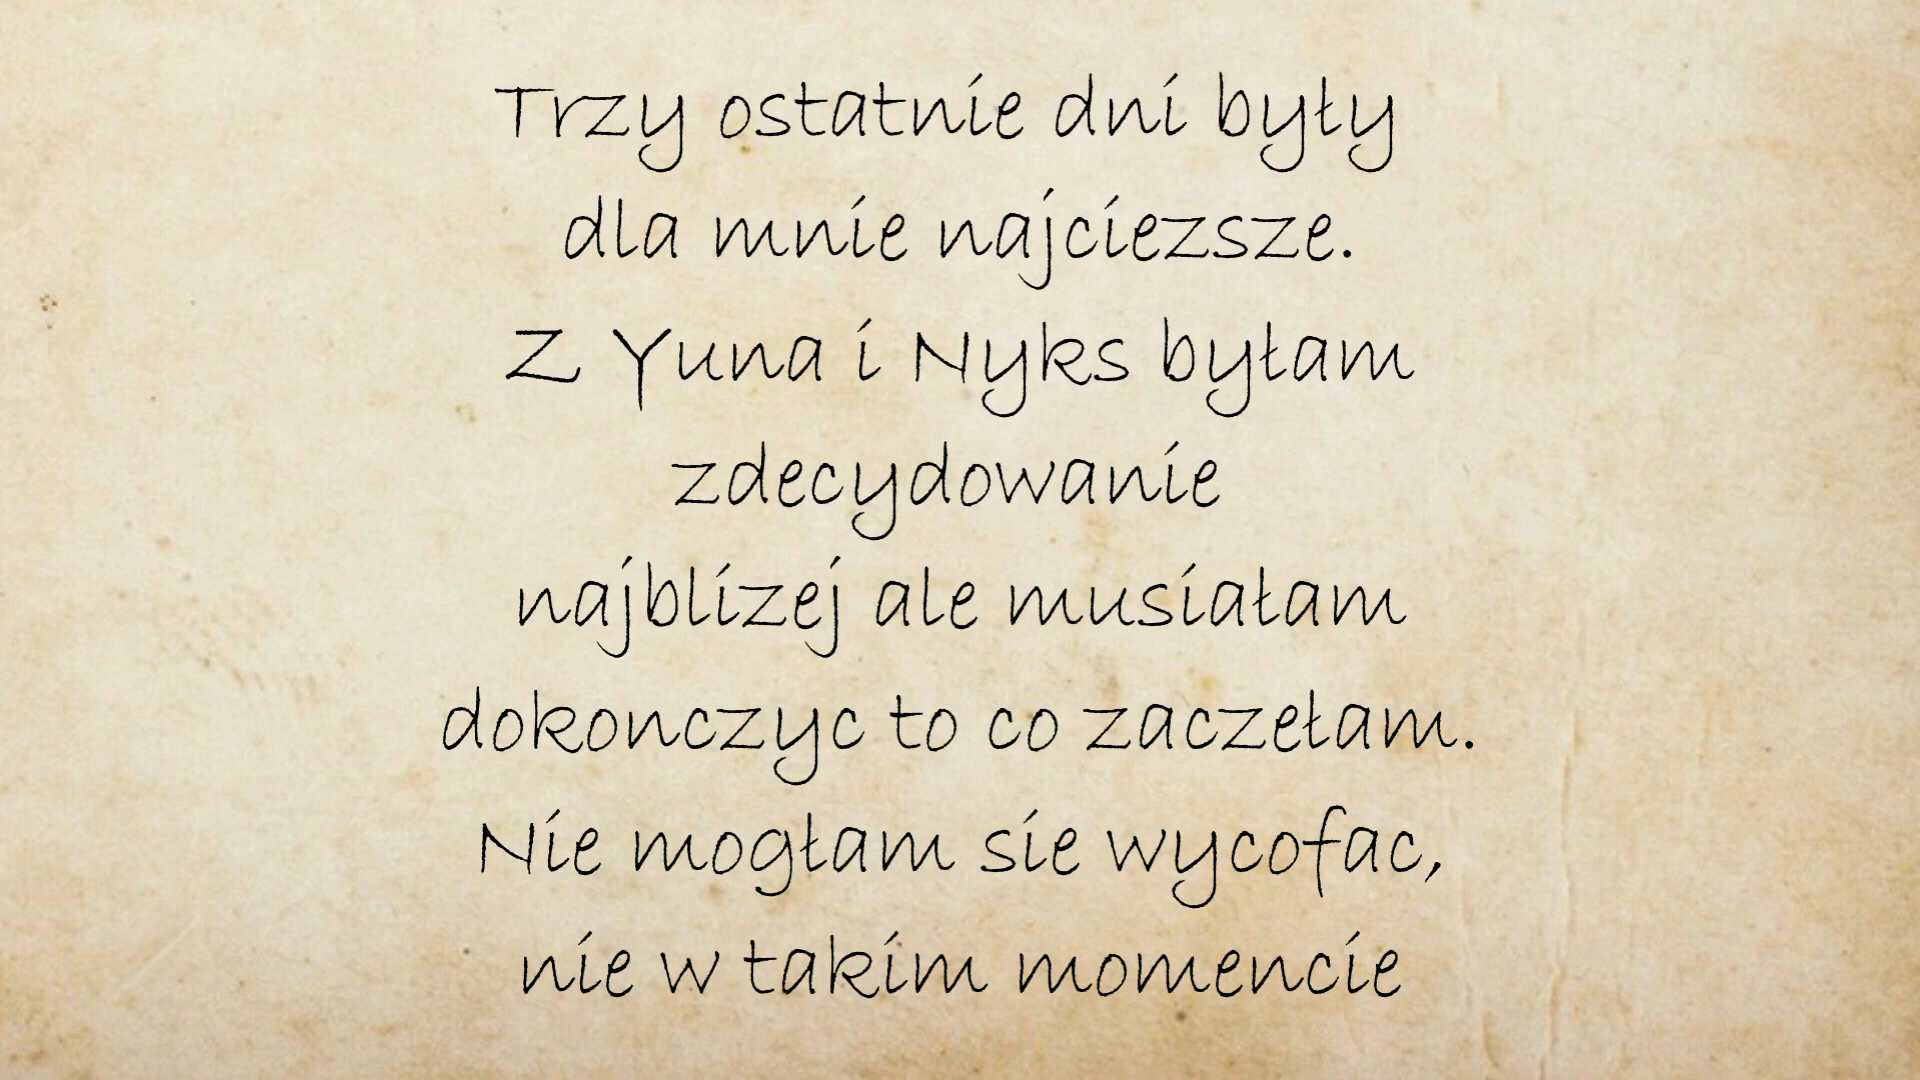 Trzy ostatnie dni były
dla mnie najciezsze.
Z Yuna i Nyks byłam
zdecydowanie
najblizej ale musiałam
dokonczyc to co zaczełam.
Nie mogłam sie wycofac,
nie w takim momencie